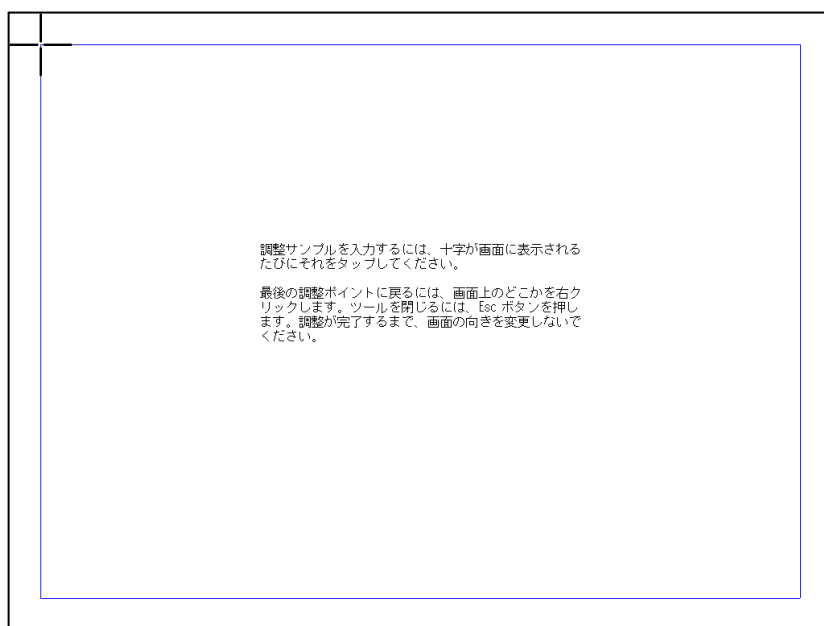 調整サンプルを入力するには、十字が画面に表示される
たびにそれをタップしてください。
最後の調整ポイントに戻るには、画面上のどこかを右ク
リックします。ツールを閉じるには、Esc ボタンを押し
ます。調整が完了するまで、画面の向きを変更しないで
ください。